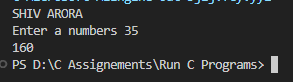 SHIV ARORA
Enter a numbers 35
160
PS D:\C Assignements\Run C Programs>